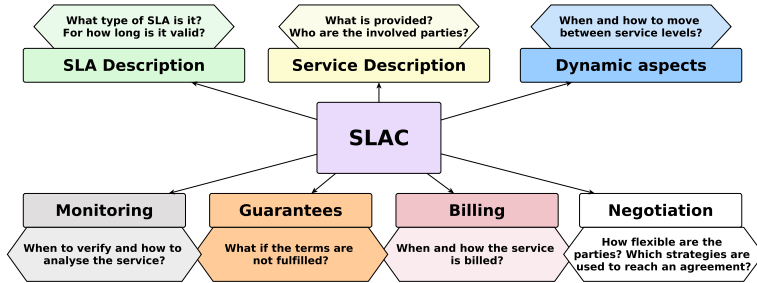 What type of SLA is it?
For how long is it valid?
SLA Description
What is provided?
Who are the involved parties?
Service Description
When and how to move
between service levels?
Dynamic aspects
SLAC
Monitoring
When to verify and how to
analyse the service?
Guarantees
What if the terms are
not fulfilled?
Billing
When and how the service
is billed?
Negotiation
How flexible are the
parties? Which strategies are
used to reach an agreement?